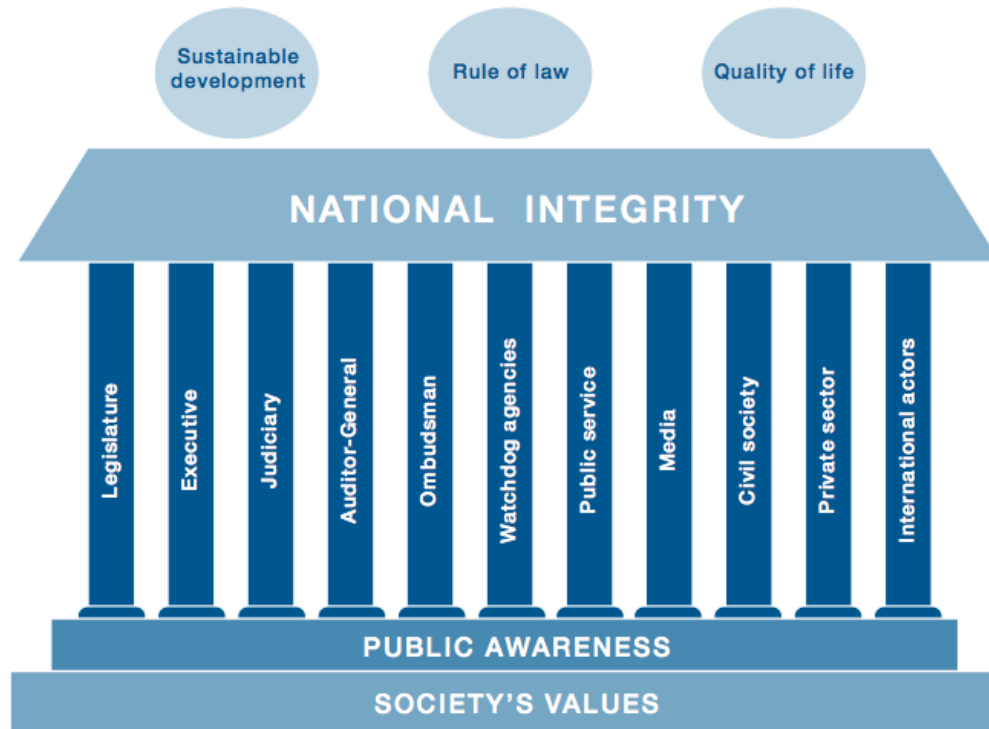 Sustainable
development
Rule of law
Quality of life
NATIONAL INTEGRITY
Legislature
Executive
Judiciary
Auditor-General
Ombudsman
Watchdog agencies
Public service
Media
Civil society
Private sector
International actors
PUBLIC AWARENESS
SOCIETY'S VALUES